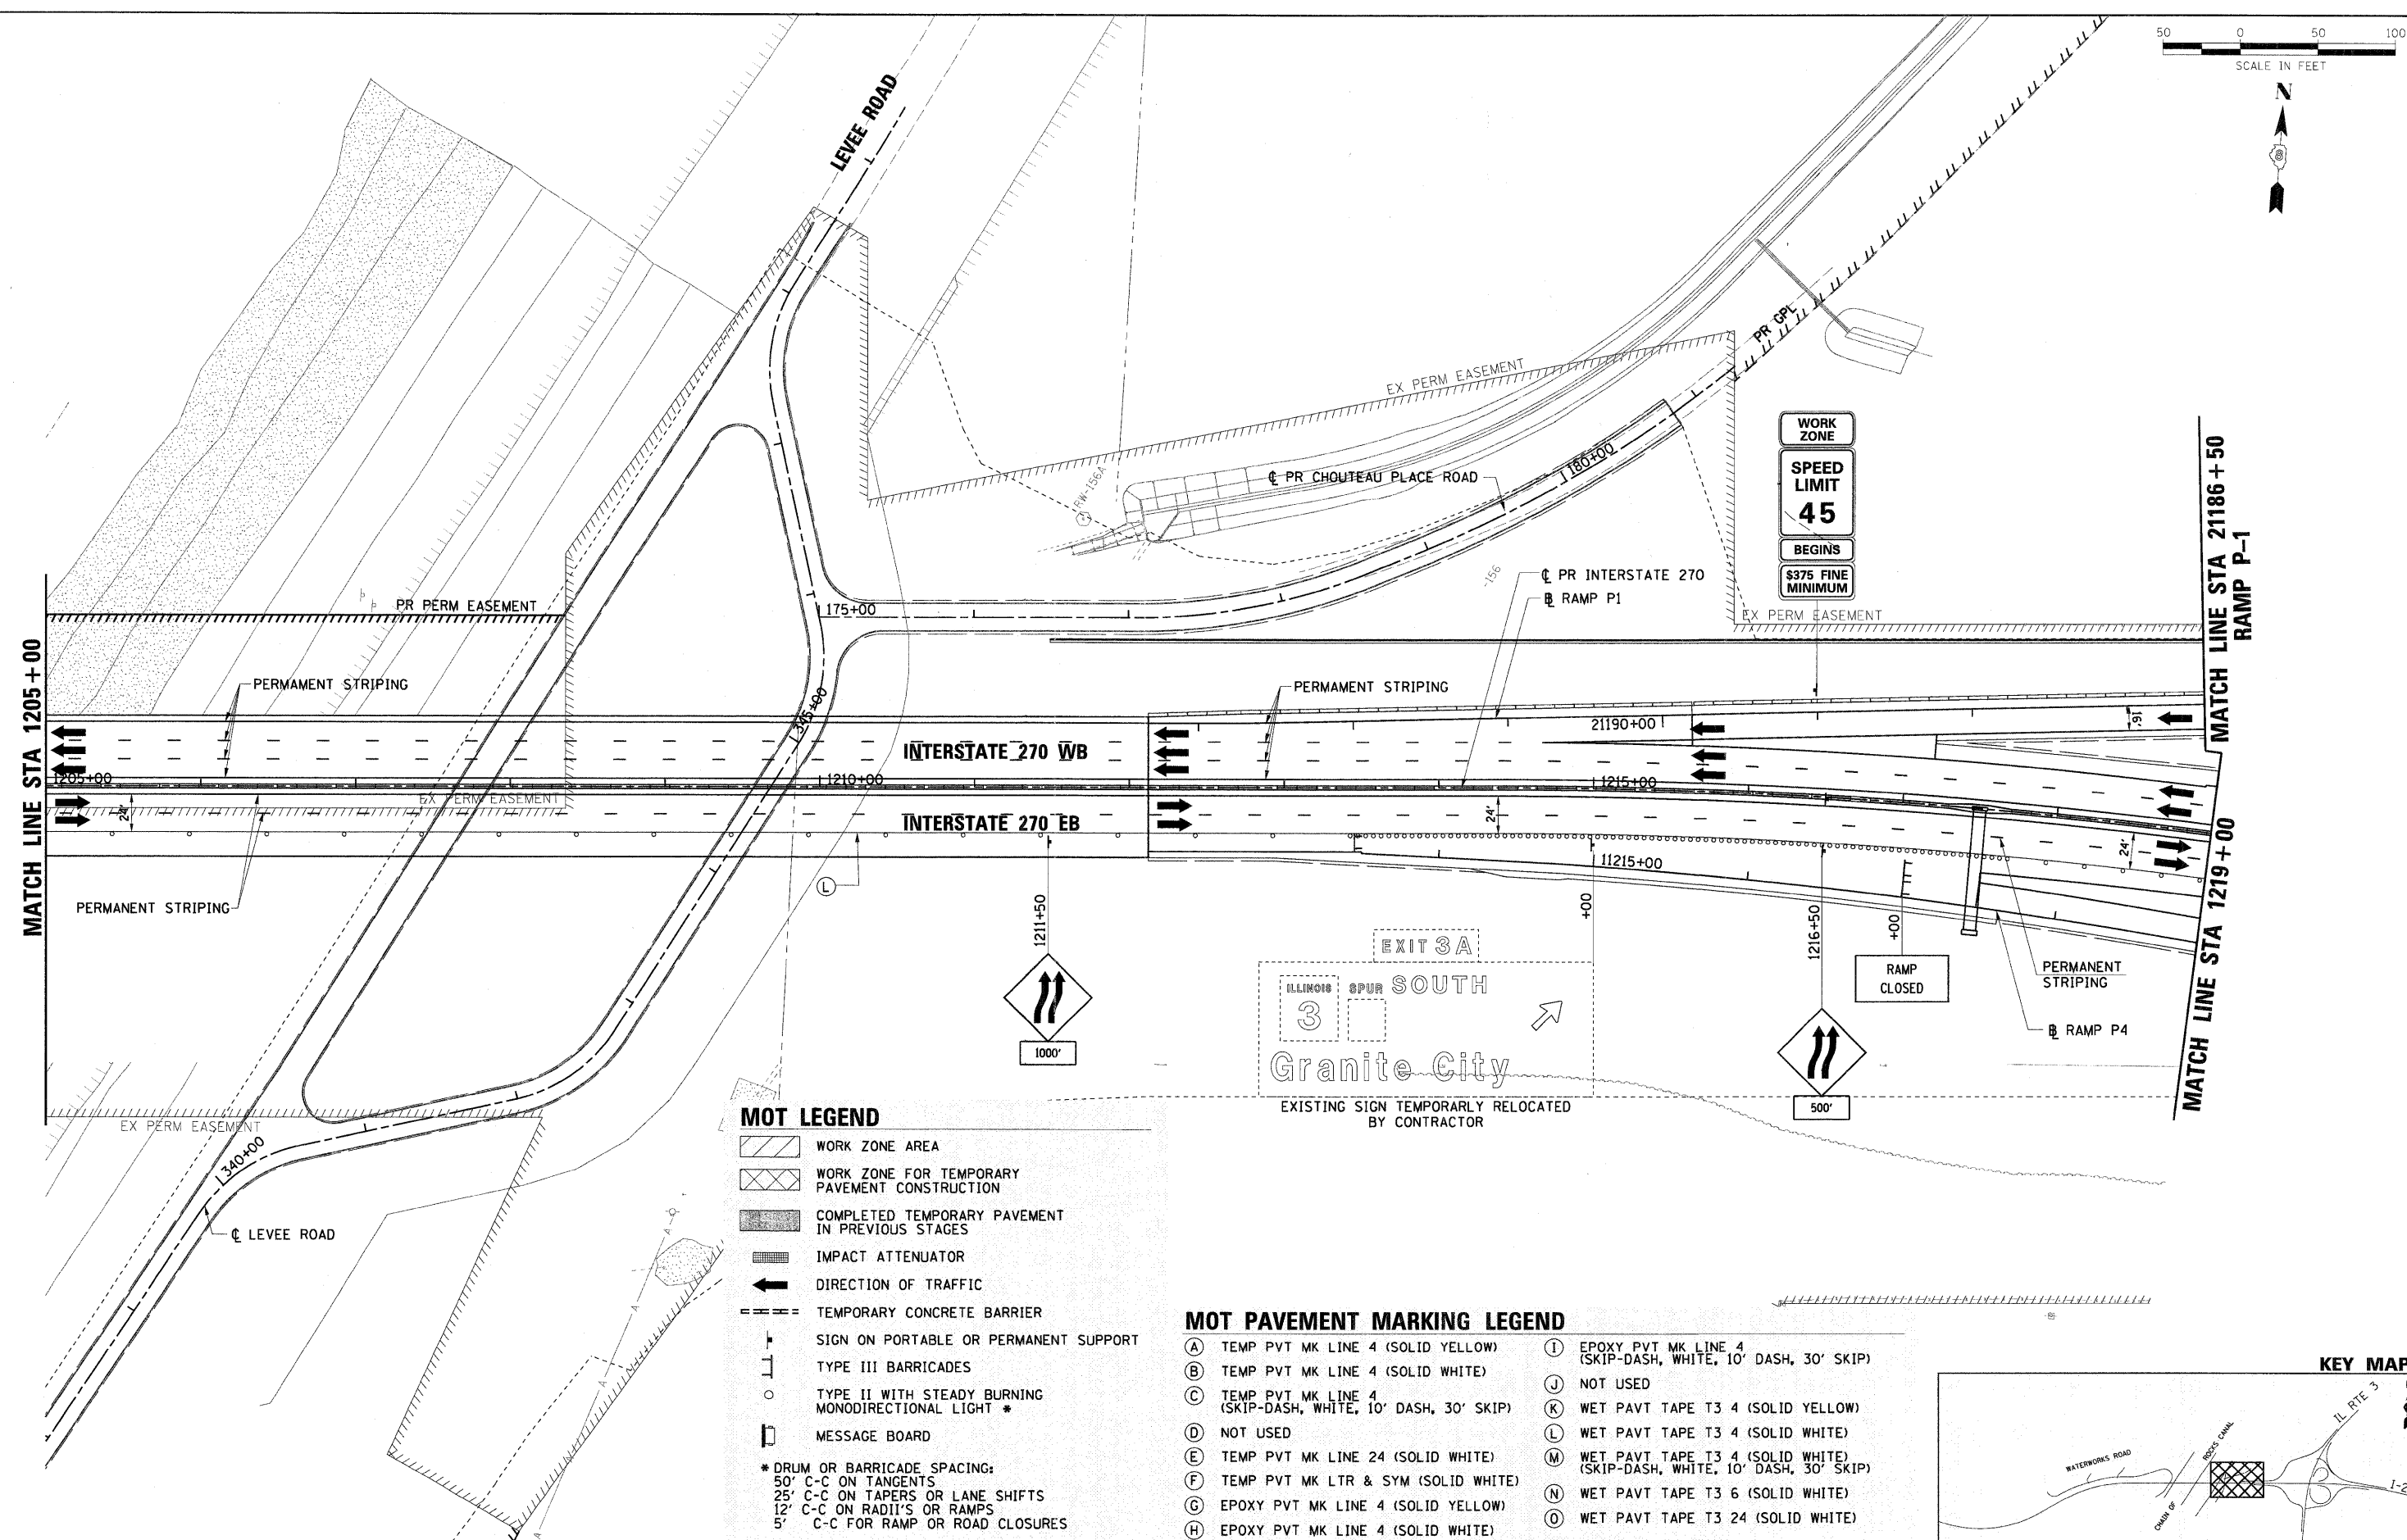 50 0 50 100
SCALE IN FEET
N
LEVEE ROAD
PR GPL
EX PERM EASEMENT
RW-156A
180+00
℄ PR CHOUTEAU PLACE ROAD
WORK
ZONE
SPEED
LIMIT
45
BEGINS
$375 FINE
MINIMUM
MATCH LINE STA 21186+50
RAMP P-1
℄ PR INTERSTATE 270
RAMP P1
-156
PR PERM EASEMENT
175+00
EX PERM EASEMENT
MATCH LINE STA 1205+00
PERMAMENT STRIPING
345+00
PERMAMENT STRIPING
21190+00
16'
INTERSTATE 270 WB
1205+00
1210+00
1215+00
EX PERM EASEMENT
24'
INTERSTATE 270 EB
24'
24'
11215+00
L
PERMANENT STRIPING
1211+50
+00
1216+50
+00
MATCH LINE STA 1219+00
EXIT 3A
ILLINOIS
3
SPUR SOUTH
Granite City
EXISTING SIGN TEMPORARLY RELOCATED
BY CONTRACTOR
RAMP
CLOSED
PERMANENT
STRIPING
RAMP P4
1000'
500'
EX PERM EASEMENT
340+00
℄ LEVEE ROAD
MOT LEGEND
WORK ZONE AREA
WORK ZONE FOR TEMPORARY
PAVEMENT CONSTRUCTION
COMPLETED TEMPORARY PAVEMENT
IN PREVIOUS STAGES
IMPACT ATTENUATOR
DIRECTION OF TRAFFIC
TEMPORARY CONCRETE BARRIER
SIGN ON PORTABLE OR PERMANENT SUPPORT
TYPE III BARRICADES
TYPE II WITH STEADY BURNING
MONODIRECTIONAL LIGHT *
MESSAGE BOARD
* DRUM OR BARRICADE SPACING:
50' C-C ON TANGENTS
25' C-C ON TAPERS OR LANE SHIFTS
12' C-C ON RADII'S OR RAMPS
5' C-C FOR RAMP OR ROAD CLOSURES
MOT PAVEMENT MARKING LEGEND
A TEMP PVT MK LINE 4 (SOLID YELLOW)
B TEMP PVT MK LINE 4 (SOLID WHITE)
C TEMP PVT MK LINE 4
(SKIP-DASH, WHITE, 10' DASH, 30' SKIP)
D NOT USED
E TEMP PVT MK LINE 24 (SOLID WHITE)
F TEMP PVT MK LTR & SYM (SOLID WHITE)
G EPOXY PVT MK LINE 4 (SOLID YELLOW)
H EPOXY PVT MK LINE 4 (SOLID WHITE)
I EPOXY PVT MK LINE 4
(SKIP-DASH, WHITE, 10' DASH, 30' SKIP)
J NOT USED
K WET PAVT TAPE T3 4 (SOLID YELLOW)
L WET PAVT TAPE T3 4 (SOLID WHITE)
M WET PAVT TAPE T3 4 (SOLID WHITE)
(SKIP-DASH, WHITE, 10' DASH, 30' SKIP)
N WET PAVT TAPE T3 6 (SOLID WHITE)
O WET PAVT TAPE T3 24 (SOLID WHITE)
KEY MAP
IL RTE 3
WATERWORKS ROAD
CHAIN OF
ROCKS CANAL
I-2